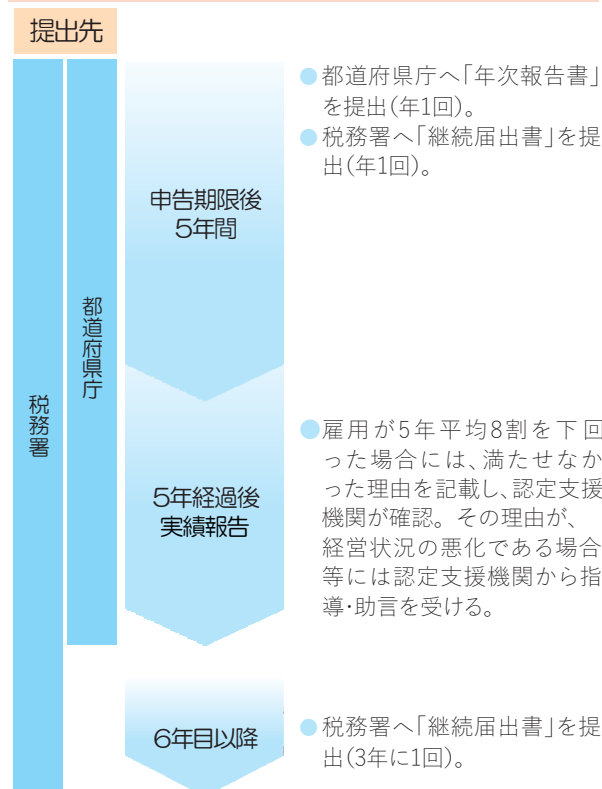 提出先
税務署
都道府県庁
申告期限後
5年間
●都道府県庁へ「年次報告書」
を提出(年1回)。
●税務署へ「継続届出書」を提
出(年1回)。
5年経過後
実績報告
●雇用が5年平均8割を下回
った場合には、満たせなか
った理由を記載し、認定支援
機関が確認。その理由が、
経営状況の悪化である場合
等には認定支援機関から指
導・助言を受ける。
6年目以降
●税務署へ「継続届出書」を提
出(3年に1回)。